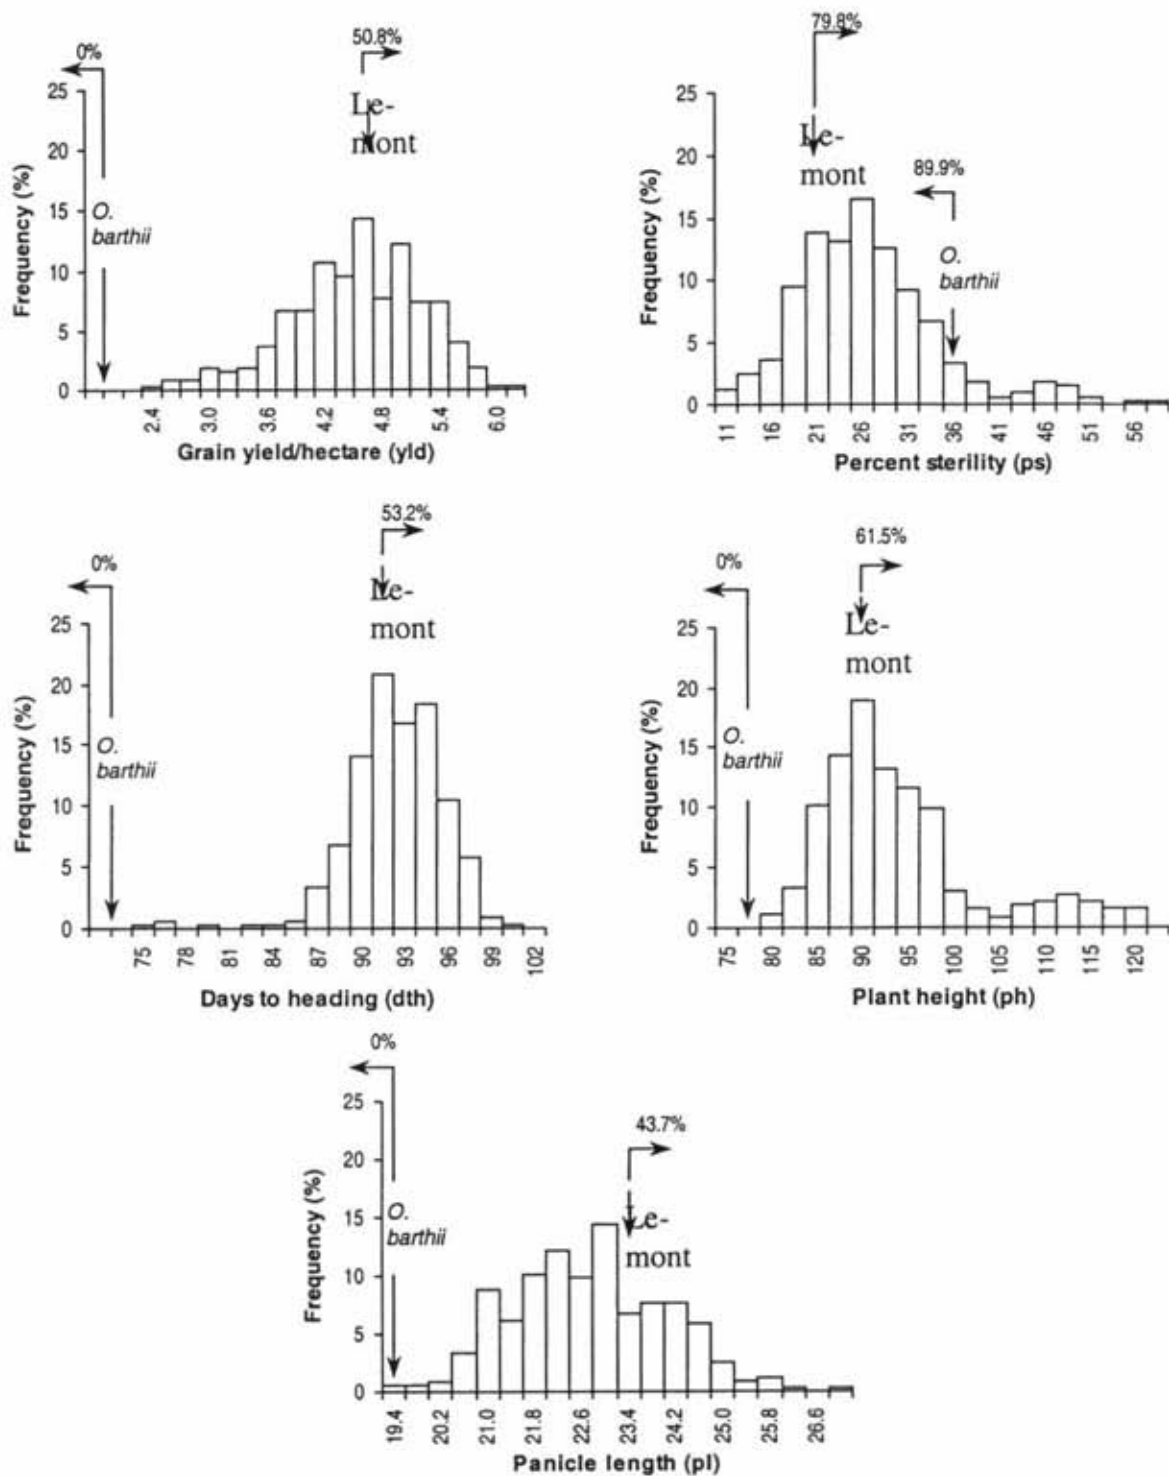 0%
50.8%
Le-
mont
O.
barthii
Frequency (%)
25
20
15
10
5
0
2.4 3.0 3.6 4.2 4.8 5.4 6.0
Grain yield/hectare (yld)
79.8%
Le-
mont
89.9%
O.
barthii
Frequency (%)
25
20
15
10
5
0
11 16 21 26 31 36 41 46 51 56
Percent sterility (ps)
0%
53.2%
Le-
mont
O.
barthii
Frequency (%)
25
20
15
10
5
0
75 78 81 84 87 90 93 96 99 102
Days to heading (dth)
0%
61.5%
Le-
mont
O.
barthii
Frequency (%)
25
20
15
10
5
0
75 80 85 90 95 100 105 110 115 120
Plant height (ph)
0%
43.7%
Le-
mont
O.
barthii
Frequency (%)
25
20
15
10
5
0
19.4 20.2 21.0 21.8 22.6 23.4 24.2 25.0 25.8 26.6
Panicle length (pl)